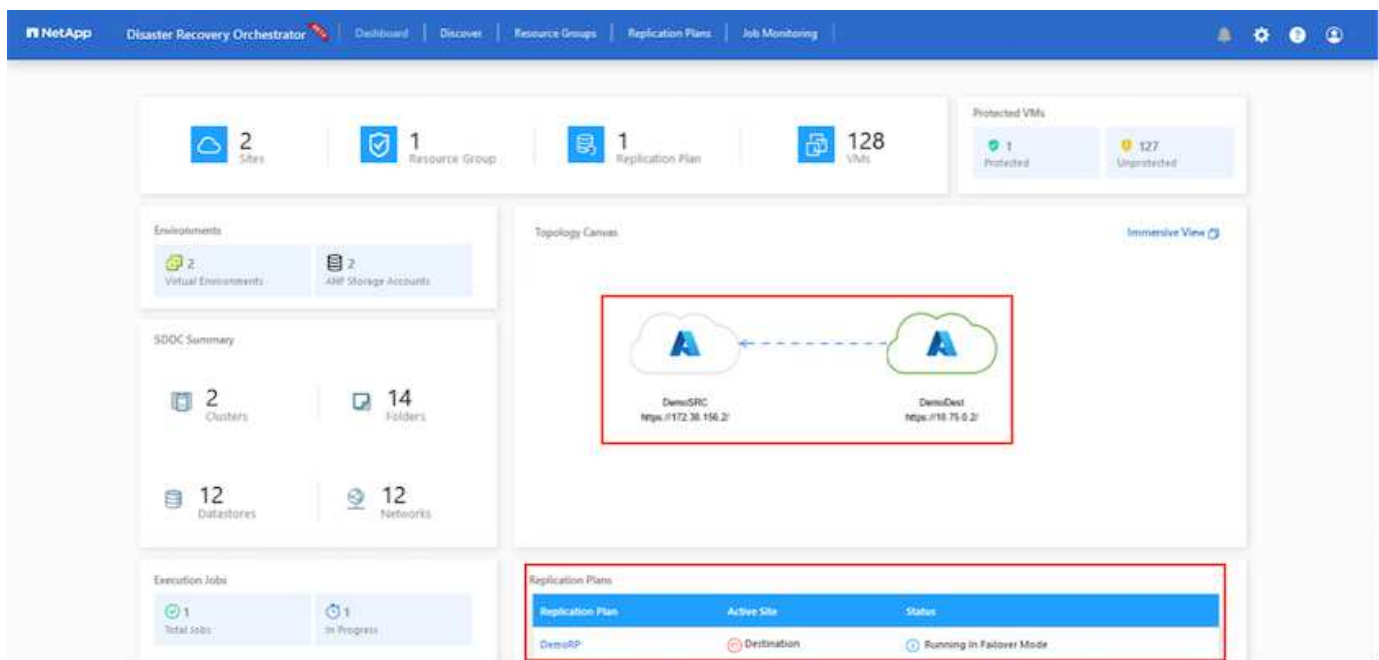 NetApp Disaster Recovery Orchestrator Dashboard Discover Resource Groups Replication Plans Job Monitoring
2
Sites
1
Resource Group
1
Replication Plan
128
VMs
Protected VMs
1
Protected
127
Unprotected
Environments
2
Virtual Environments
2
ANF Storage Accounts
Topology Canvas
Immersive View
DemoSRC
https://172.30.156.2/
DemoDest
https://10.75.0.2/
SDDC Summary
2
Clusters
14
Folders
12
Datastores
12
Networks
Execution Jobs
1
Total Jobs
1
In Progress
Replication Plans
Replication Plan Active Site Status
DemoRP Destination Running In Failover Mode